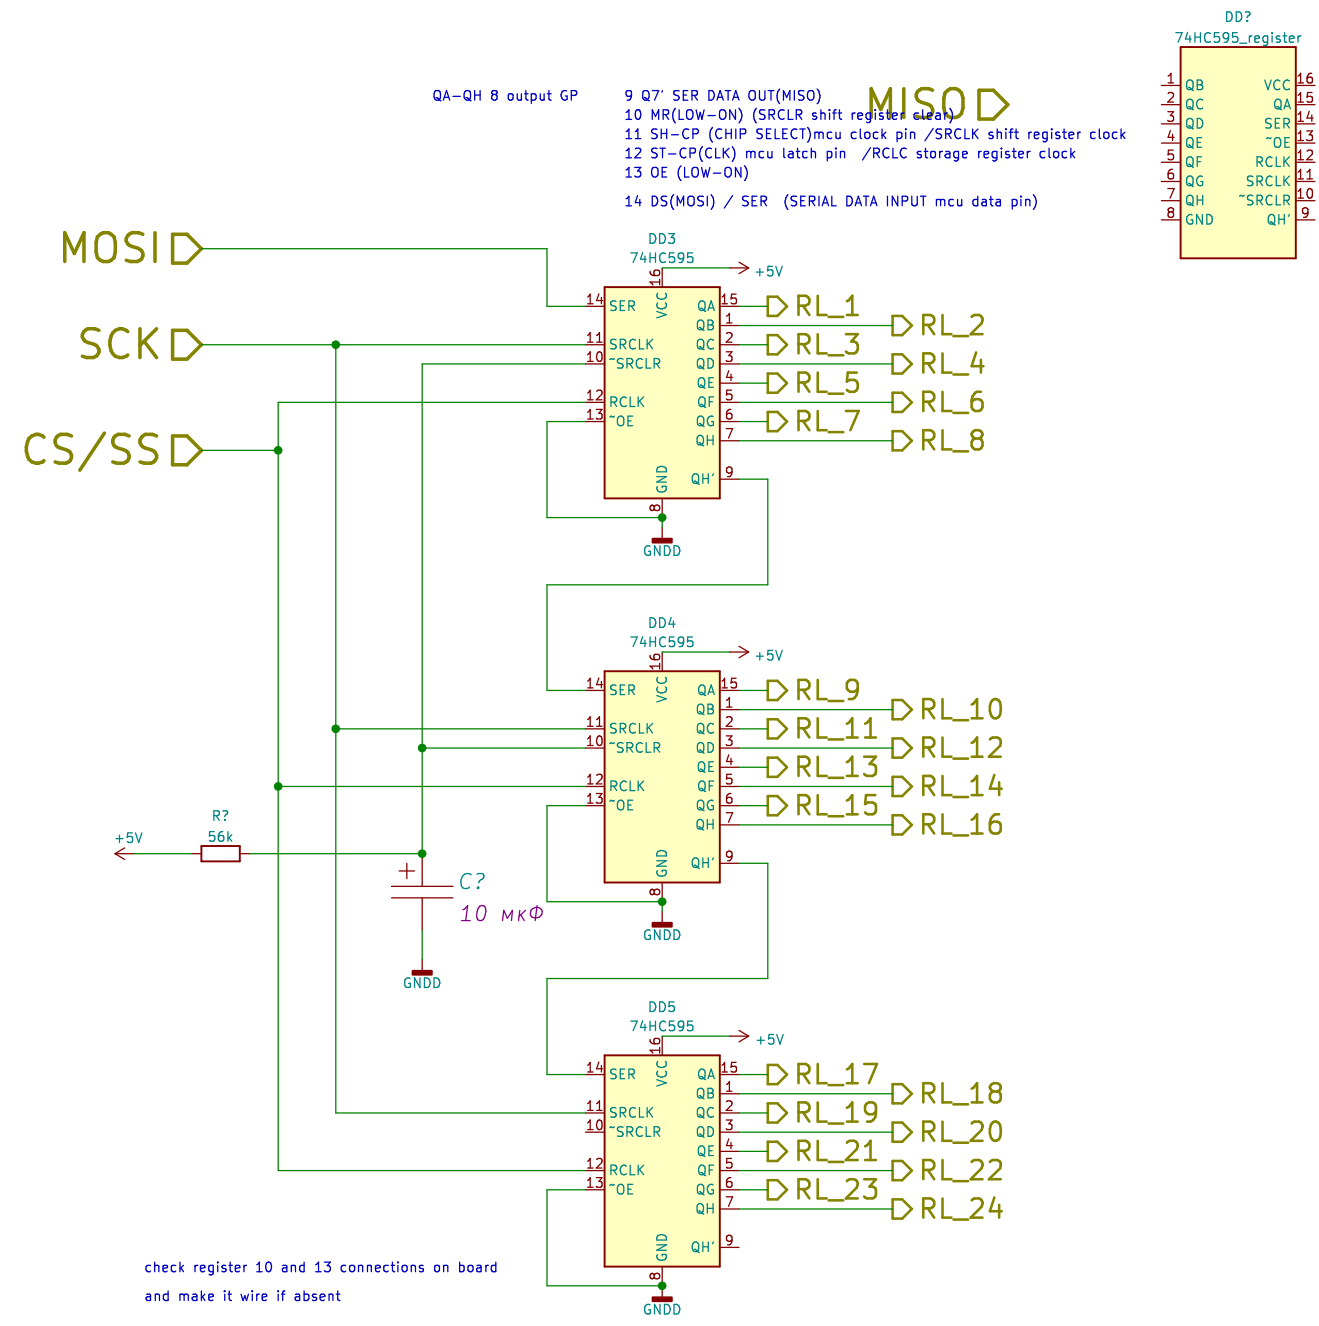 DD?
74HC595_register
1 QB VCC 16
2 QC QA 15
3 QD SER 14
4 QE ~OE 13
5 QF RCLK 12
6 QG SRCLK 11
7 QH ~SRCLR 10
8 GND QH' 9
QA-QH 8 output GP
9 Q7' SER DATA OUT(MISO)
MISO
10 MR(LOW-ON) (SRCLR shift register clear)
11 SH-CP (CHIP SELECT)mcu clock pin /SRCLK shift register clock
12 ST-CP(CLK) mcu latch pin  /RCLC storage register clock
13 OE (LOW-ON)
14 DS(MOSI) / SER  (SERIAL DATA INPUT mcu data pin)
MOSI
SCK
CS/SS
DD3
74HC595
+5V
16 VCC
14 SER QA 15 RL_1
QB 1 RL_2
11 SRCLK QC 2 RL_3
10 ~SRCLR QD 3 RL_4
QE 4 RL_5
12 RCLK QF 5 RL_6
13 ~OE QG 6 RL_7
QH 7 RL_8
QH' 9
GND 8
GNDD
DD4
74HC595
+5V
16 VCC
14 SER QA 15 RL_9
QB 1 RL_10
11 SRCLK QC 2 RL_11
10 ~SRCLR QD 3 RL_12
QE 4 RL_13
12 RCLK QF 5 RL_14
13 ~OE QG 6 RL_15
QH 7 RL_16
QH' 9
GND 8
GNDD
+5V
R?
56k
C?
10 мкФ
GNDD
DD5
74HC595
+5V
16 VCC
14 SER QA 15 RL_17
QB 1 RL_18
11 SRCLK QC 2 RL_19
10 ~SRCLR QD 3 RL_20
QE 4 RL_21
12 RCLK QF 5 RL_22
13 ~OE QG 6 RL_23
QH 7 RL_24
QH' 9
GND 8
GNDD
check register 10 and 13 connections on board
and make it wire if absent